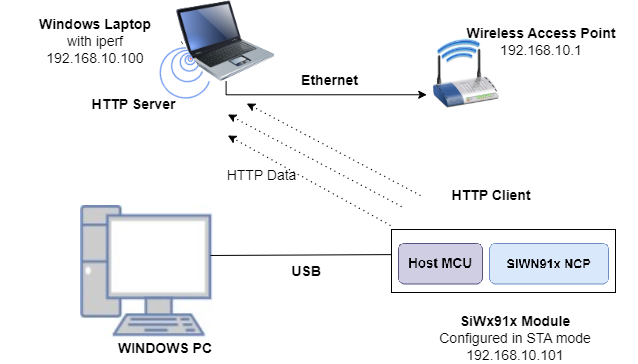 Windows Laptop
with iperf
192.168.10.100
HTTP Server
Wireless Access Point
192.168.10.1
Ethernet
HTTP Data
HTTP Client
Host MCU
SIWN91x NCP
USB
WINDOWS PC
SiWx91x Module
Configured in STA mode
192.168.10.101